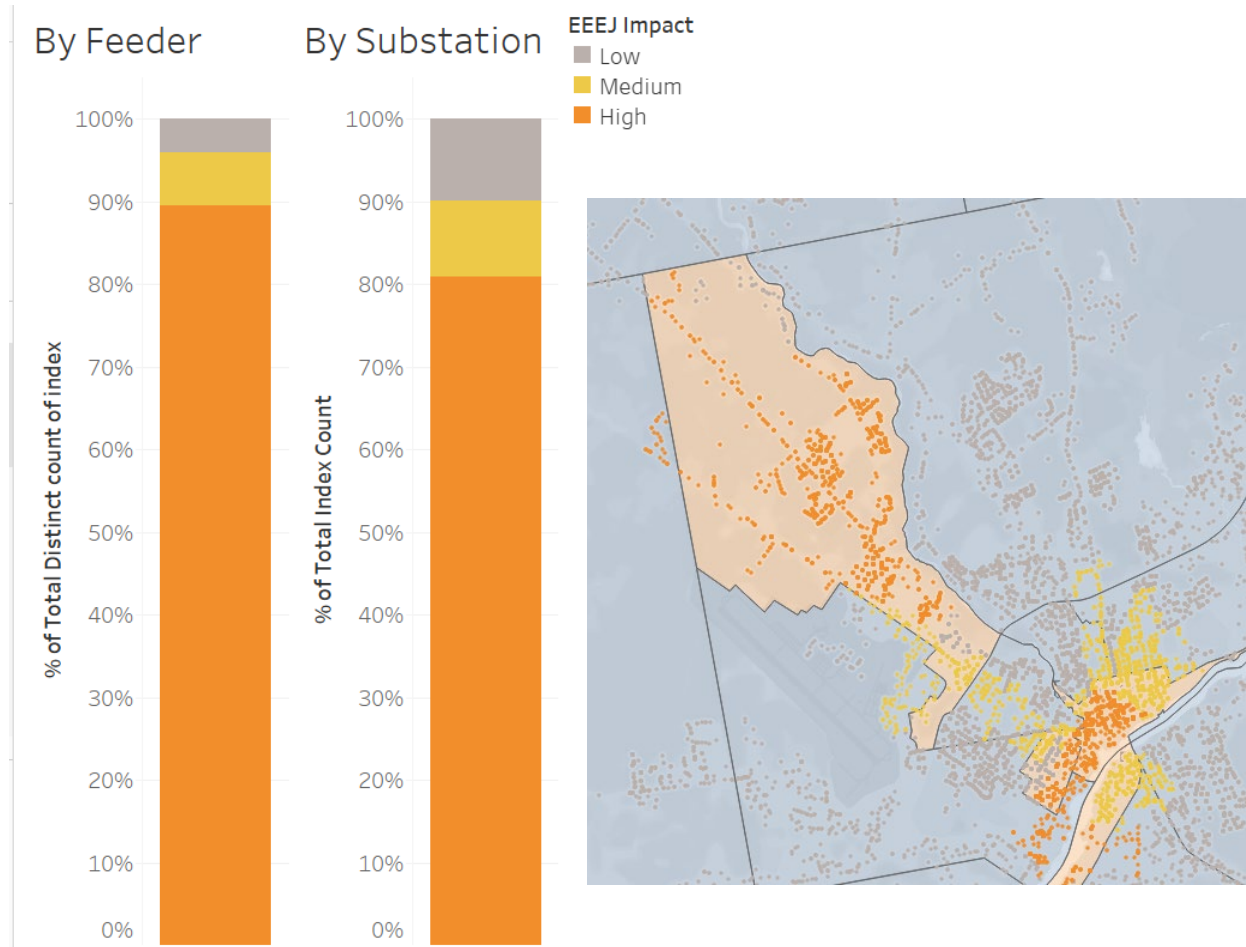 By Feeder
By Substation
EEEJ Impact
Low
Medium
High
% of Total Distinct count of index
100%
90%
80%
70%
60%
50%
40%
30%
20%
10%
0%
% of Total Index Count
100%
90%
80%
70%
60%
50%
40%
30%
20%
10%
0%